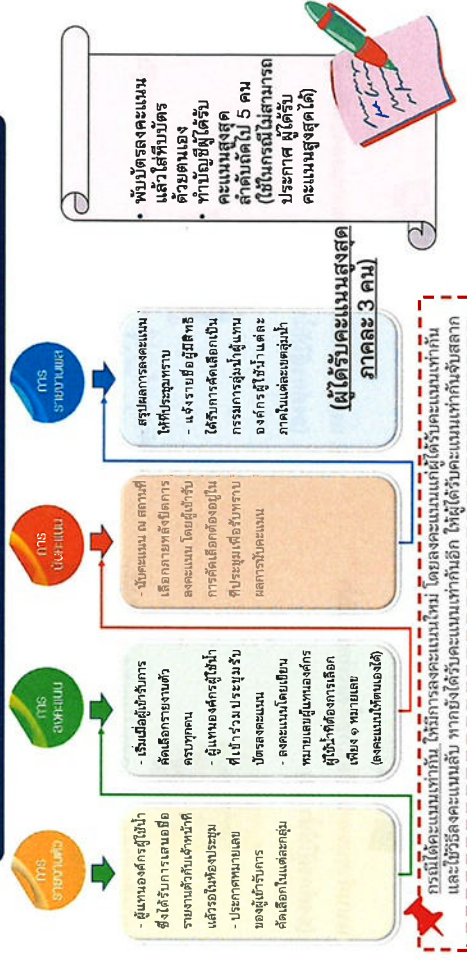 การ
รายงานตัว
- ผู้แทนองค์กรผู้ใช้น้ำ
ซึ่งได้รับการเสนอชื่อ
รายงานตัวกับเจ้าหน้าที่
แล้วรอในห้องประชุม
- ประกาศหมายเลข
ของผู้เข้ารับการ
คัดเลือกในแต่ละกลุ่ม
การ
ลงคะแนน
- เริ่มเมื่อผู้เข้ารับการ
คัดเลือกรายงานตัว
ครบทุกคน
- ผู้แทนองค์กรผู้ใช้น้ำ
ที่เข้าร่วมประชุมรับ
บัตรลงคะแนน
- ลงคะแนนโดยเขียน
หมายเลขผู้แทนองค์กร
ผู้ใช้น้ำที่ต้องการเลือก
เพียง ๑ หมายเลข
(ลงคะแนนให้ตนเองได้)
การ
นับคะแนน
- นับคะแนน ณ สถานที่
เลือกภายหลังปิดการ
ลงคะแนน โดยผู้เข้ารับ
การคัดเลือกต้องอยู่ใน
ที่ประชุมเพื่อรับทราบ
ผลการนับคะแนน
การ
รายงานผล
- สรุปผลการลงคะแนน
ให้ที่ประชุมทราบ
- แจ้งรายชื่อผู้มีสิทธิ
ได้รับการคัดเลือกเป็น
กรรมการลุ่มน้ำผู้แทน
องค์กรผู้ใช้น้ำแต่ละ
ภาคในแต่ละเขตลุ่มน้ำ
(ผู้ได้รับคะแนนสูงสุด
ภาคละ 3 คน)
• พับบัตรลงคะแนน
แล้วใส่หีบบัตร
ด้วยตนเอง
• ทำบัญชีผู้ได้รับ
คะแนนสูงสุด
ลำดับถัดไป 5 คน
(ใช้ในกรณีไม่สามารถ
ประกาศ ผู้ได้รับ
คะแนนสูงสุดได้)
กรณีได้คะแนนเท่ากัน ให้มีการลงคะแนนใหม่ โดยลงคะแนนแก่ผู้ได้รับคะแนนเท่ากัน
และใช้วิธีลงคะแนนลับ หากยังได้รับคะแนนเท่ากันอีก ให้ผู้ได้รับคะแนนเท่ากันจับสลาก